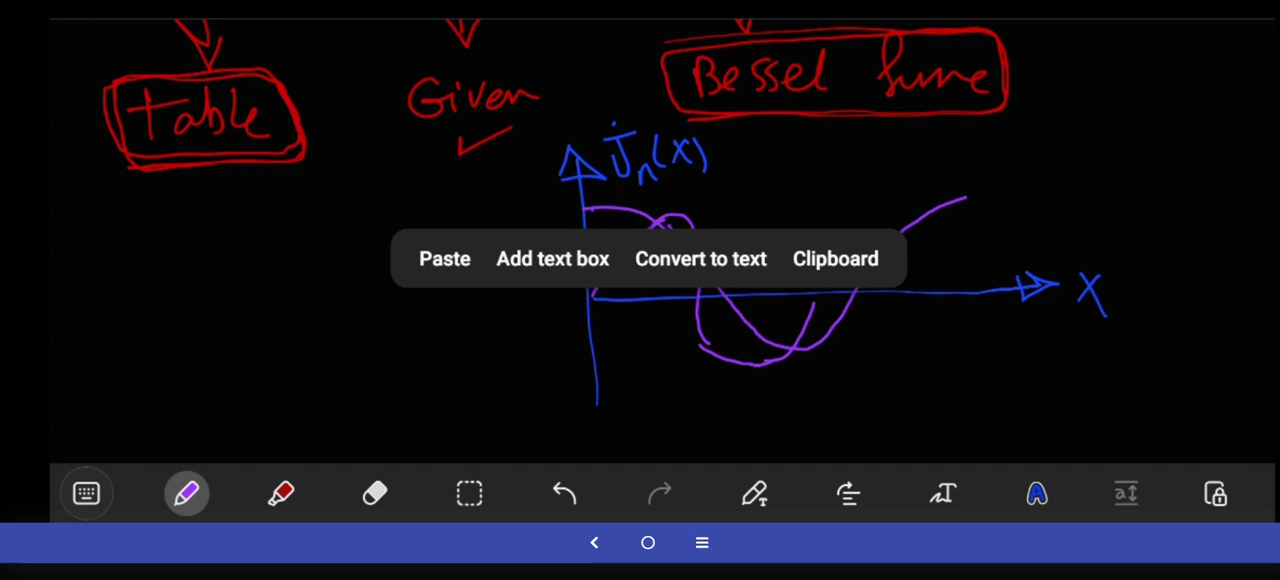 Bessel func
Table
Given
Jn(x)
Paste Add text box Convert to text Clipboard
X